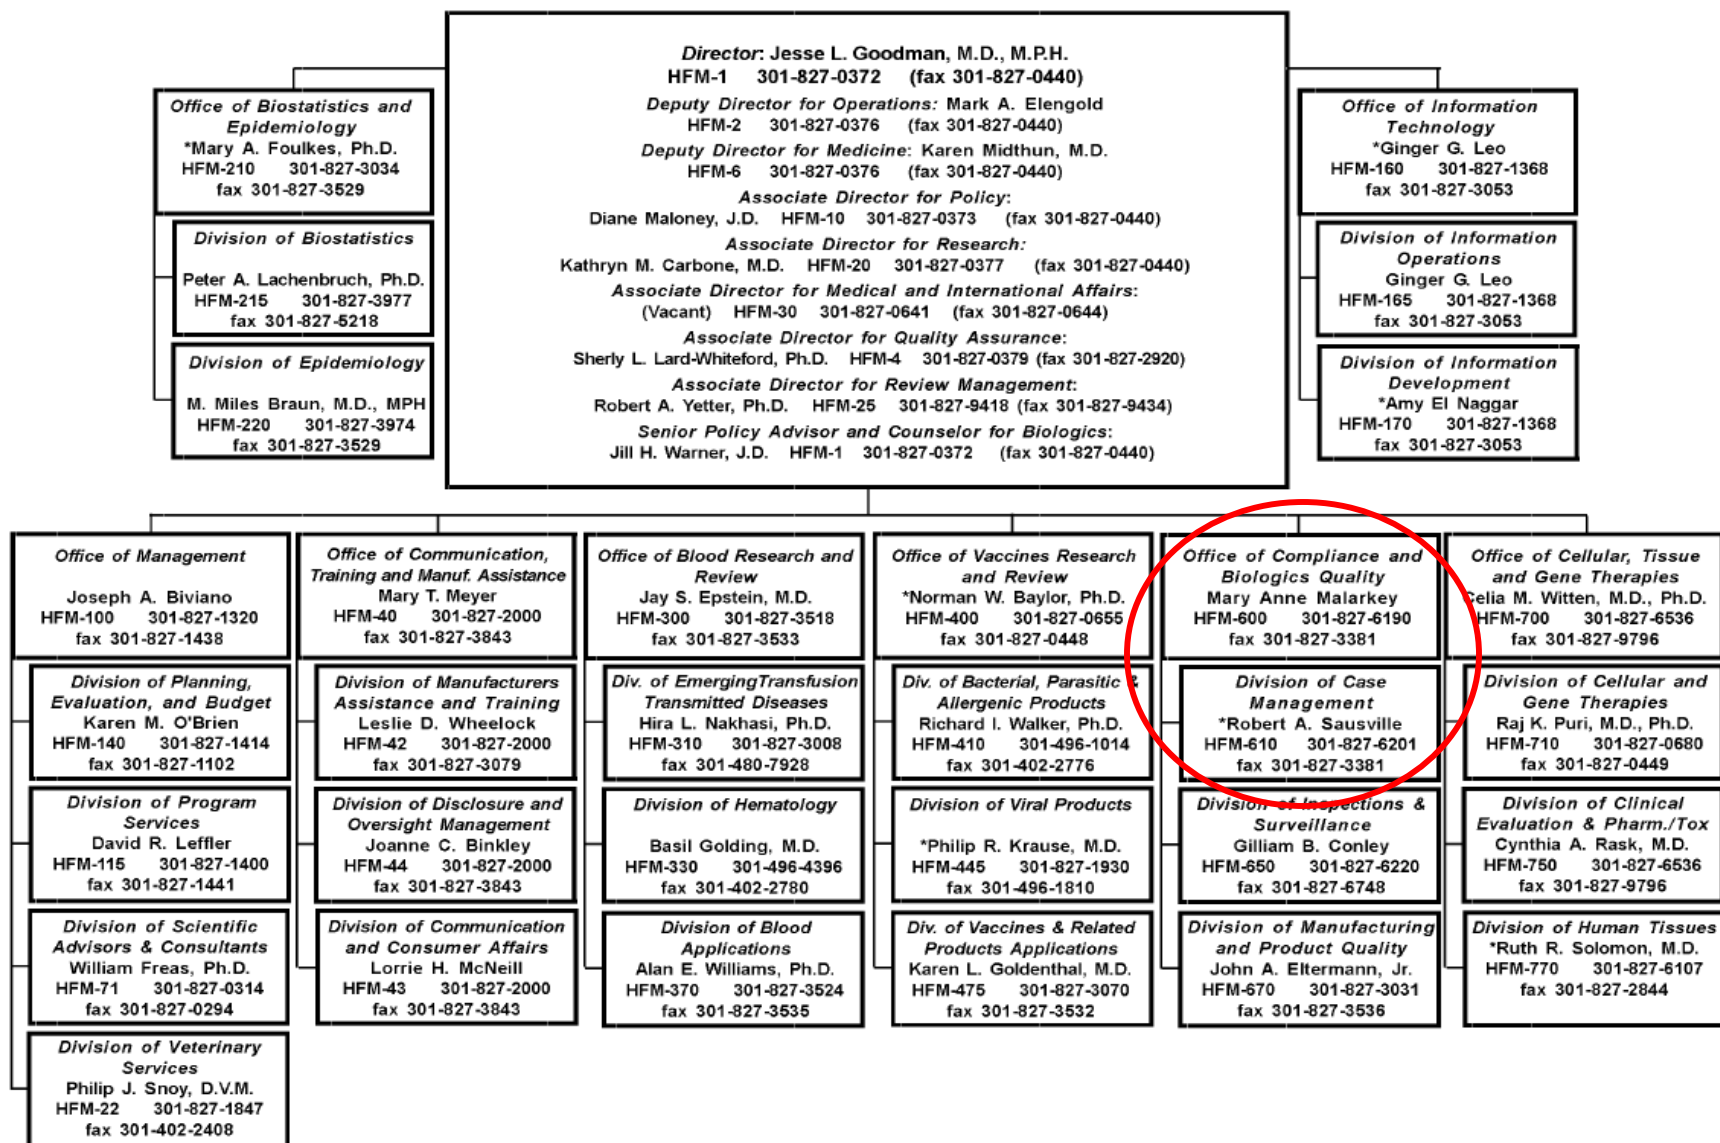 Director: Jesse L. Goodman, M.D., M.P.H.
HFM-1 301-827-0372 (fax 301-827-0440)
Deputy Director for Operations: Mark A. Elengold
HFM-2 301-827-0376 (fax 301-827-0440)
Deputy Director for Medicine: Karen Midthun, M.D.
HFM-6 301-827-0376 (fax 301-827-0440)
Associate Director for Policy:
Diane Maloney, J.D. HFM-10 301-827-0373 (fax 301-827-0440)
Associate Director for Research:
Kathryn M. Carbone, M.D. HFM-20 301-827-0377 (fax 301-827-0440)
Associate Director for Medical and International Affairs:
(Vacant) HFM-30 301-827-0641 (fax 301-827-0644)
Associate Director for Quality Assurance:
Sherly L. Lard-Whiteford, Ph.D. HFM-4 301-827-0379 (fax 301-827-2920)
Associate Director for Review Management:
Robert A. Yetter, Ph.D. HFM-25 301-827-9418 (fax 301-827-9434)
Senior Policy Advisor and Counselor for Biologics:
Jill H. Warner, J.D. HFM-1 301-827-0372 (fax 301-827-0440)
Office of Biostatistics and
Epidemiology
*Mary A. Foulkes, Ph.D.
HFM-210 301-827-3034
fax 301-827-3529
Division of Biostatistics
Peter A. Lachenbruch, Ph.D.
HFM-215 301-827-3977
fax 301-827-5218
Division of Epidemiology
M. Miles Braun, M.D., MPH
HFM-220 301-827-3974
fax 301-827-3529
Office of Information
Technology
*Ginger G. Leo
HFM-160 301-827-1368
fax 301-827-3053
Division of Information
Operations
Ginger G. Leo
HFM-165 301-827-1368
fax 301-827-3053
Division of Information
Development
*Amy El Naggar
HFM-170 301-827-1368
fax 301-827-3053
Office of Management
Joseph A. Biviano
HFM-100 301-827-1320
fax 301-827-1438
Division of Planning,
Evaluation, and Budget
Karen M. O'Brien
HFM-140 301-827-1414
fax 301-827-1102
Division of Program
Services
David R. Leffler
HFM-115 301-827-1400
fax 301-827-1441
Division of Scientific
Advisors & Consultants
William Freas, Ph.D.
HFM-71 301-827-0314
fax 301-827-0294
Division of Veterinary
Services
Philip J. Snoy, D.V.M.
HFM-22 301-827-1847
fax 301-402-2408
Office of Communication,
Training and Manuf. Assistance
Mary T. Meyer
HFM-40 301-827-2000
fax 301-827-3843
Division of Manufacturers
Assistance and Training
Leslie D. Wheelock
HFM-42 301-827-2000
fax 301-827-3079
Division of Disclosure and
Oversight Management
Joanne C. Binkley
HFM-44 301-827-2000
fax 301-827-3843
Division of Communication
and Consumer Affairs
Lorrie H. McNeill
HFM-43 301-827-2000
fax 301-827-3843
Office of Blood Research and
Review
Jay S. Epstein, M.D.
HFM-300 301-827-3518
fax 301-827-3533
Div. of EmergingTransfusion
Transmitted Diseases
Hira L. Nakhasi, Ph.D.
HFM-310 301-827-3008
fax 301-480-7928
Division of Hematology
Basil Golding, M.D.
HFM-330 301-496-4396
fax 301-402-2780
Division of Blood
Applications
Alan E. Williams, Ph.D.
HFM-370 301-827-3524
fax 301-827-3535
Office of Vaccines Research
and Review
*Norman W. Baylor, Ph.D.
HFM-400 301-827-0655
fax 301-827-0448
Div. of Bacterial, Parasitic &
Allergenic Products
Richard I. Walker, Ph.D.
HFM-410 301-496-1014
fax 301-402-2776
Division of Viral Products
*Philip R. Krause, M.D.
HFM-445 301-827-1930
fax 301-496-1810
Div. of Vaccines & Related
Products Applications
Karen L. Goldenthal, M.D.
HFM-475 301-827-3070
fax 301-827-3532
Office of Compliance and
Biologics Quality
Mary Anne Malarkey
HFM-600 301-827-6190
fax 301-827-3381
Division of Case
Management
*Robert A. Sausville
HFM-610 301-827-6201
fax 301-827-3381
Division of Inspections &
Surveillance
Gilliam B. Conley
HFM-650 301-827-6220
fax 301-827-6748
Division of Manufacturing
and Product Quality
John A. Eltermann, Jr.
HFM-670 301-827-3031
fax 301-827-3536
Office of Cellular, Tissue
and Gene Therapies
Celia M. Witten, M.D., Ph.D.
HFM-700 301-827-6536
fax 301-827-9796
Division of Cellular and
Gene Therapies
Raj K. Puri, M.D., Ph.D.
HFM-710 301-827-0680
fax 301-827-0449
Division of Clinical
Evaluation & Pharm./Tox
Cynthia A. Rask, M.D.
HFM-750 301-827-6536
fax 301-827-9796
Division of Human Tissues
*Ruth R. Solomon, M.D.
HFM-770 301-827-6107
fax 301-827-2844